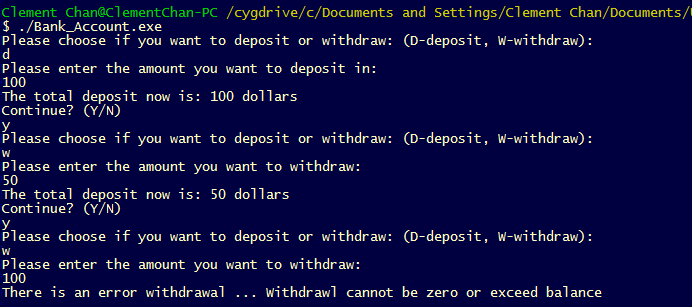 Clement Chan@ClementChan-PC /cygdrive/c/Documents and Settings/Clement Chan/Documents/
$ ./Bank_Account.exe
Please choose if you want to deposit or withdraw: (D-deposit, W-withdraw):
d
Please enter the amount you want to deposit in:
100
The total deposit now is: 100 dollars
Continue? (Y/N)
y
Please choose if you want to deposit or withdraw: (D-deposit, W-withdraw):
w
Please enter the amount you want to withdraw:
50
The total deposit now is: 50 dollars
Continue? (Y/N)
y
Please choose if you want to deposit or withdraw: (D-deposit, W-withdraw):
w
Please enter the amount you want to withdraw:
100
There is an error withdrawal ... Withdrawl cannot be zero or exceed balance